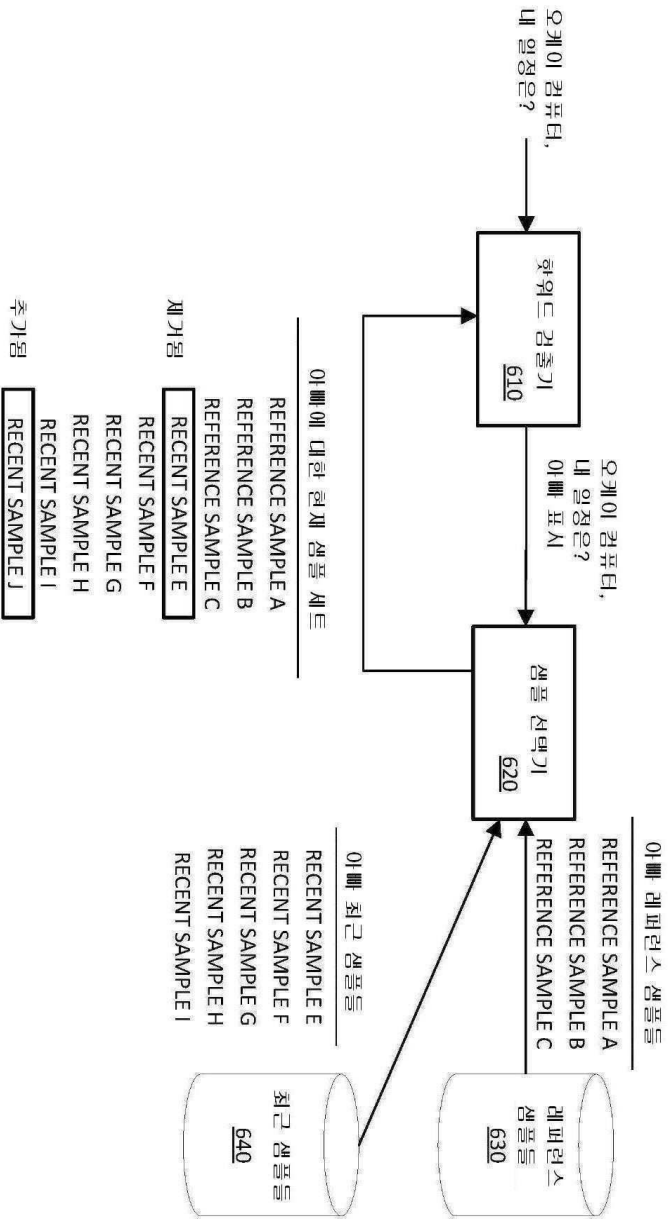 오케이 컴퓨터,
내 일정은?
핫워드 검출기
610
오케이 컴퓨터,
내 일정은?
아빠 표시
샘플 선택기
620
아빠 레퍼런스 샘플들
REFERENCE SAMPLE A
REFERENCE SAMPLE B
REFERENCE SAMPLE C
레퍼런스
샘플들
630
아빠 최근 샘플들
RECENT SAMPLE E
RECENT SAMPLE F
RECENT SAMPLE G
RECENT SAMPLE H
RECENT SAMPLE I
최근 샘플들
640
아빠에 대한 현재 샘플 세트
REFERENCE SAMPLE A
REFERENCE SAMPLE B
REFERENCE SAMPLE C
제거됨
RECENT SAMPLE E
RECENT SAMPLE F
RECENT SAMPLE G
RECENT SAMPLE H
RECENT SAMPLE I
추가됨
RECENT SAMPLE J